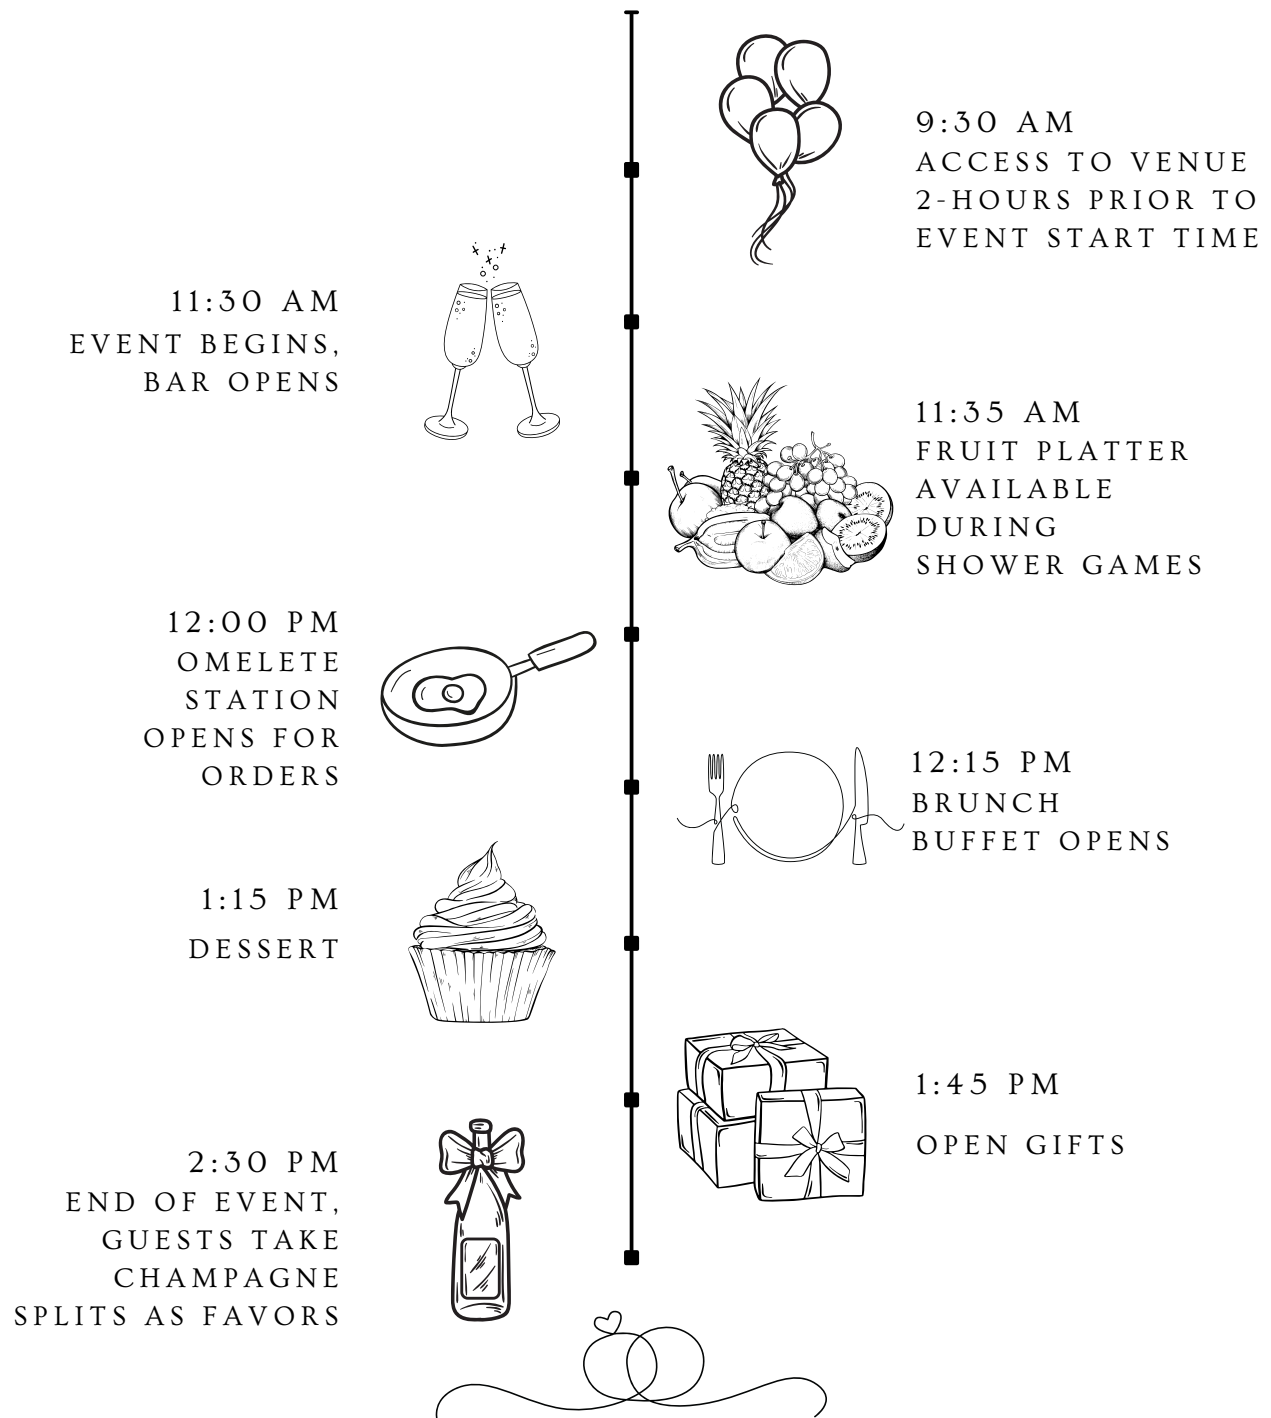 9:30 AM
ACCESS TO VENUE
2-HOURS PRIOR TO
EVENT START TIME
11:30 AM
EVENT BEGINS,
BAR OPENS
11:35 AM
FRUIT PLATTER
AVAILABLE
DURING
SHOWER GAMES
12:00 PM
OMELETE
STATION
OPENS FOR
ORDERS
12:15 PM
BRUNCH
BUFFET OPENS
1:15 PM
DESSERT
1:45 PM
OPEN GIFTS
2:30 PM
END OF EVENT,
GUESTS TAKE
CHAMPAGNE
SPLITS AS FAVORS